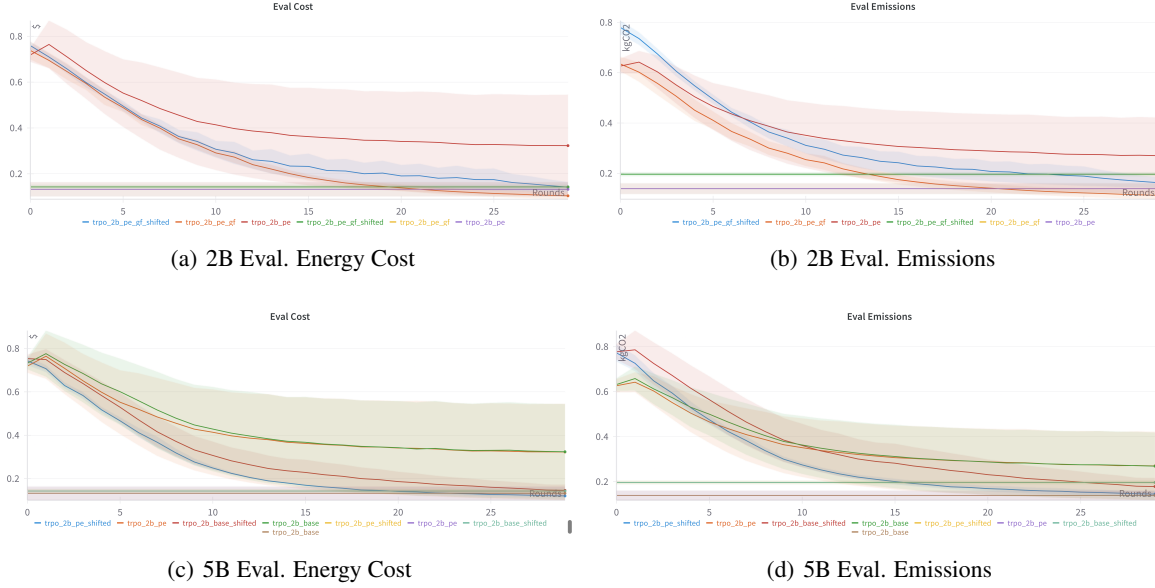 Eval Cost
$
0.8
0.6
0.4
0.2
0 5 10 15 20 25
Rounds
trpo_2b_pe_gf_shifted trpo_2b_pe_gf trpo_2b_pe trpo_2b_pe_gf_shifted trpo_2b_pe_gf trpo_2b_pe
(a) 2B Eval. Energy Cost
Eval Emissions
kgCO2
0.8
0.6
0.4
0.2
0 5 10 15 20 25
Rounds
trpo_2b_pe_gf_shifted trpo_2b_pe_gf trpo_2b_pe trpo_2b_pe_gf_shifted trpo_2b_pe_gf trpo_2b_pe
(b) 2B Eval. Emissions
Eval Cost
$
0.8
0.6
0.4
0.2
0 5 10 15 20 25
Rounds
trpo_2b_pe_shifted trpo_2b_pe trpo_2b_base_shifted trpo_2b_base trpo_2b_pe_shifted trpo_2b_pe trpo_2b_base_shifted
trpo_2b_base
(c) 5B Eval. Energy Cost
Eval Emissions
kgCO2
0.8
0.6
0.4
0.2
0 5 10 15 20 25
Rounds
trpo_2b_pe_shifted trpo_2b_pe trpo_2b_base_shifted trpo_2b_base trpo_2b_pe_shifted trpo_2b_pe trpo_2b_base_shifted
trpo_2b_base
(d) 5B Eval. Emissions